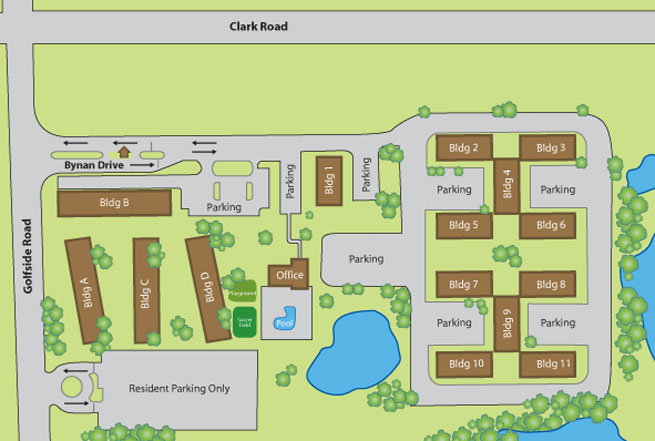 Clark Road
Bynan Drive
Golfside Road
Bldg B
Parking
Parking
Bldg 1
Parking
Bldg 2
Bldg 3
Parking
Bldg 4
Parking
Bldg 5
Bldg 6
Bldg A
Bldg C
Bldg D
Office
Playground
Soccer
Field
Pool
Parking
Bldg 7
Bldg 8
Parking
Bldg 9
Parking
Bldg 10
Bldg 11
Resident Parking Only